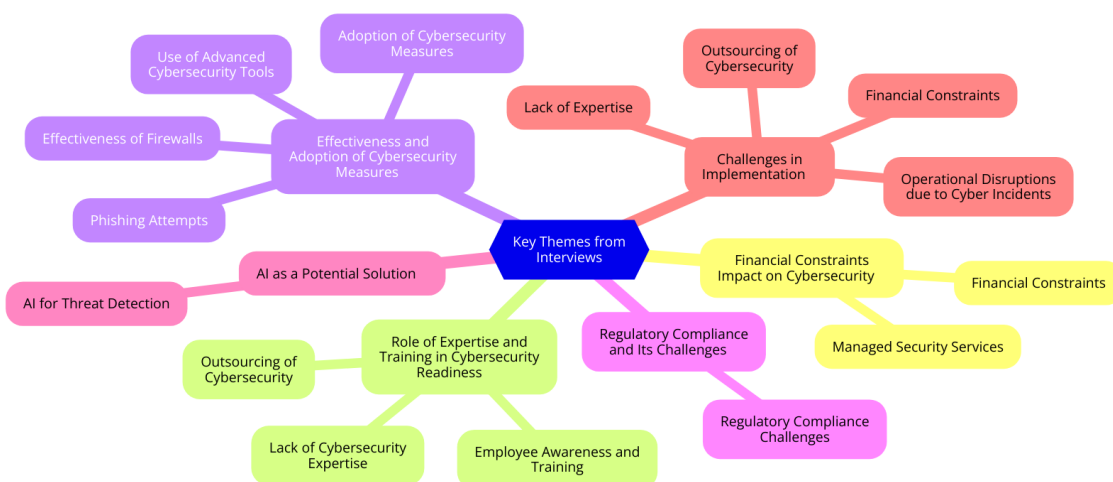 Key Themes from
Interviews
Effectiveness and
Adoption of Cybersecurity
Measures
Adoption of Cybersecurity
Measures
Use of Advanced
Cybersecurity Tools
Effectiveness of Firewalls
Phishing Attempts
AI as a Potential Solution
AI for Threat Detection
Role of Expertise and
Training in Cybersecurity
Readiness
Outsourcing of
Cybersecurity
Lack of Cybersecurity
Expertise
Employee Awareness and
Training
Challenges in
Implementation
Lack of Expertise
Outsourcing of
Cybersecurity
Financial Constraints
Operational Disruptions
due to Cyber Incidents
Financial Constraints
Impact on Cybersecurity
Financial Constraints
Managed Security Services
Regulatory Compliance
and Its Challenges
Regulatory Compliance
Challenges